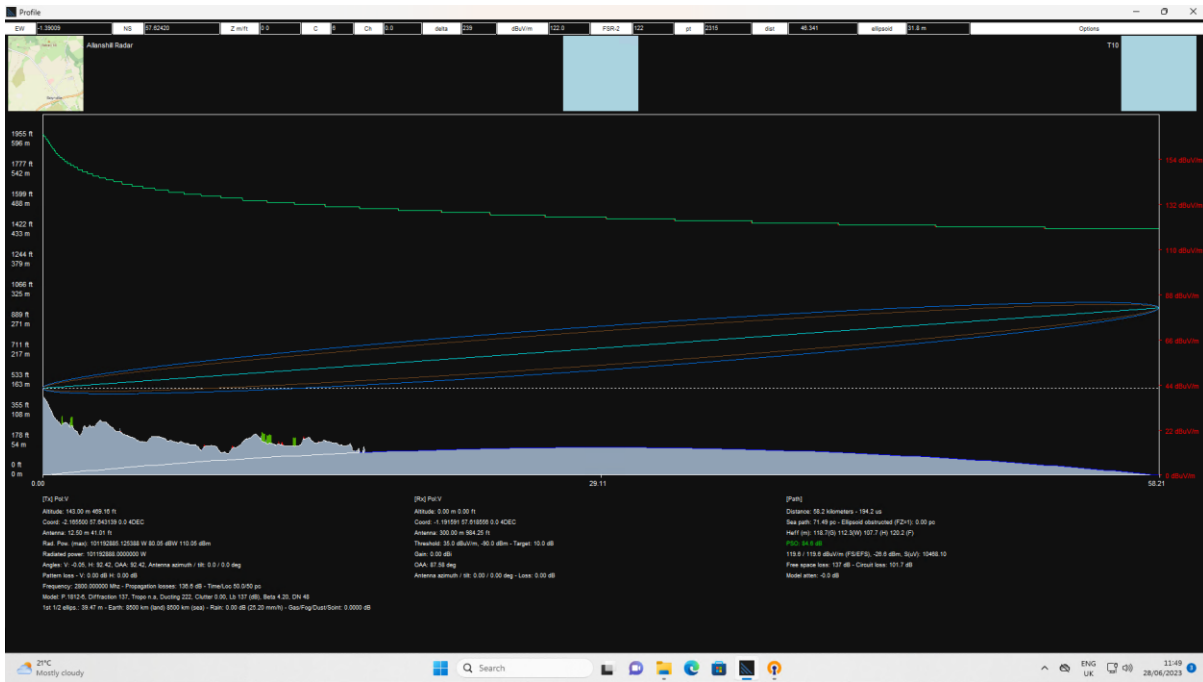 Profile
EW -1.39009 NS 57.62420 Z m/ft 0 0 C 6 Ch 0.0 delta 239 dBuV/m 122.0 FSR-2 122 pt 2315 dist 46.341 ellipsoid 31.8 m Options
Allanshill Radar T10
1955 ft
596 m
1777 ft
542 m
154 dBuV/m
1599 ft
488 m
132 dBuV/m
1422 ft
433 m
1244 ft
379 m
110 dBuV/m
1066 ft
325 m
88 dBuV/m
889 ft
271 m
711 ft
217 m
66 dBuV/m
533 ft
163 m
44 dBuV/m
355 ft
108 m
178 ft
54 m
22 dBuV/m
0 ft
0 m
0 dBuV/m
0.00 29.11 58.21
[Tx] Pol:V
Altitude: 143.00 m 469.16 ft
Coord: -2.165500 57.643139 0.0 4DEC
Antenna: 12.50 m 41.01 ft
Rad. Pow. (max): 101192885.125388 W 80.05 dBW 110.05 dBm
Radiated power: 101192888.0000000 W
Angles: V: -0.05, H: 92.42, OAA: 92.42, Antenna azimuth / tilt: 0.0 / 0.0 deg
Pattern loss - V: 0.00 dB H: 0.00 dB
Frequency: 2800.000000 Mhz - Propagation losses: 136.6 dB - Time/Loc 50.0/50 pc
Model: P.1812-6, Diffraction 137, Tropo n.a, Ducting 222, Clutter 0.00, Lb 137 (dB), Beta 4.20, DN 48
1st 1/2 ellips.: 39.47 m - Earth: 8500 km (land) 8500 km (sea) - Rain: 0.00 dB (25.20 mm/h) - Gas/Fog/Dust/Scint: 0.0000 dB
[Rx] Pol:V
Altitude: 0.00 m 0.00 ft
Coord: -1.191591 57.618556 0.0 4DEC
Antenna: 300.00 m 984.25 ft
Threshold: 35.0 dBuV/m, -90.0 dBm - Target: 10.0 dB
Gain: 0.00 dBi
OAA: 87.58 deg
Antenna azimuth / tilt: 0.00 / 0.00 deg - Loss: 0.00 dB
[Path]
Distance: 58.2 kilometers - 194.2 us
Sea path: 71.49 pc - Ellipsoid obstructed (FZ=1): 0.00 pc
Heff (m): 118.7(G) 112.3(W) 107.7 (H) 120.2 (F)
PSO: 84.6 dB
119.6 / 119.6 dBuV/m (FS/EFS), -26.8 dBm, S(uV): 10468.10
Free space loss: 137 dB - Circuit loss: 101.7 dB
Model atten: -0.0 dB
21°C
Mostly cloudy
Search
ENG
UK
11:49
28/06/2023